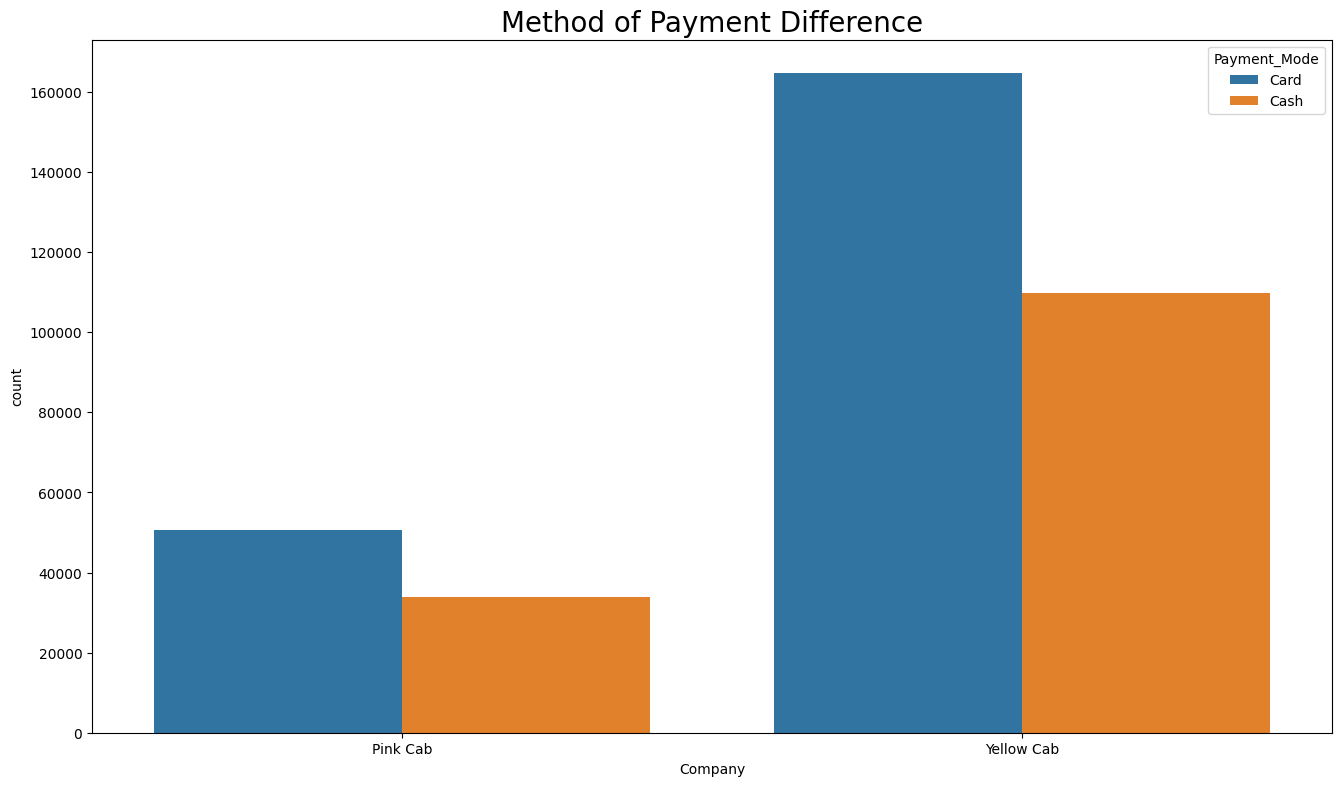 Method of Payment Difference
Payment_Mode
Card
Cash
160000
140000
120000
100000
80000
60000
40000
20000
0
count
Pink Cab
Yellow Cab
Company